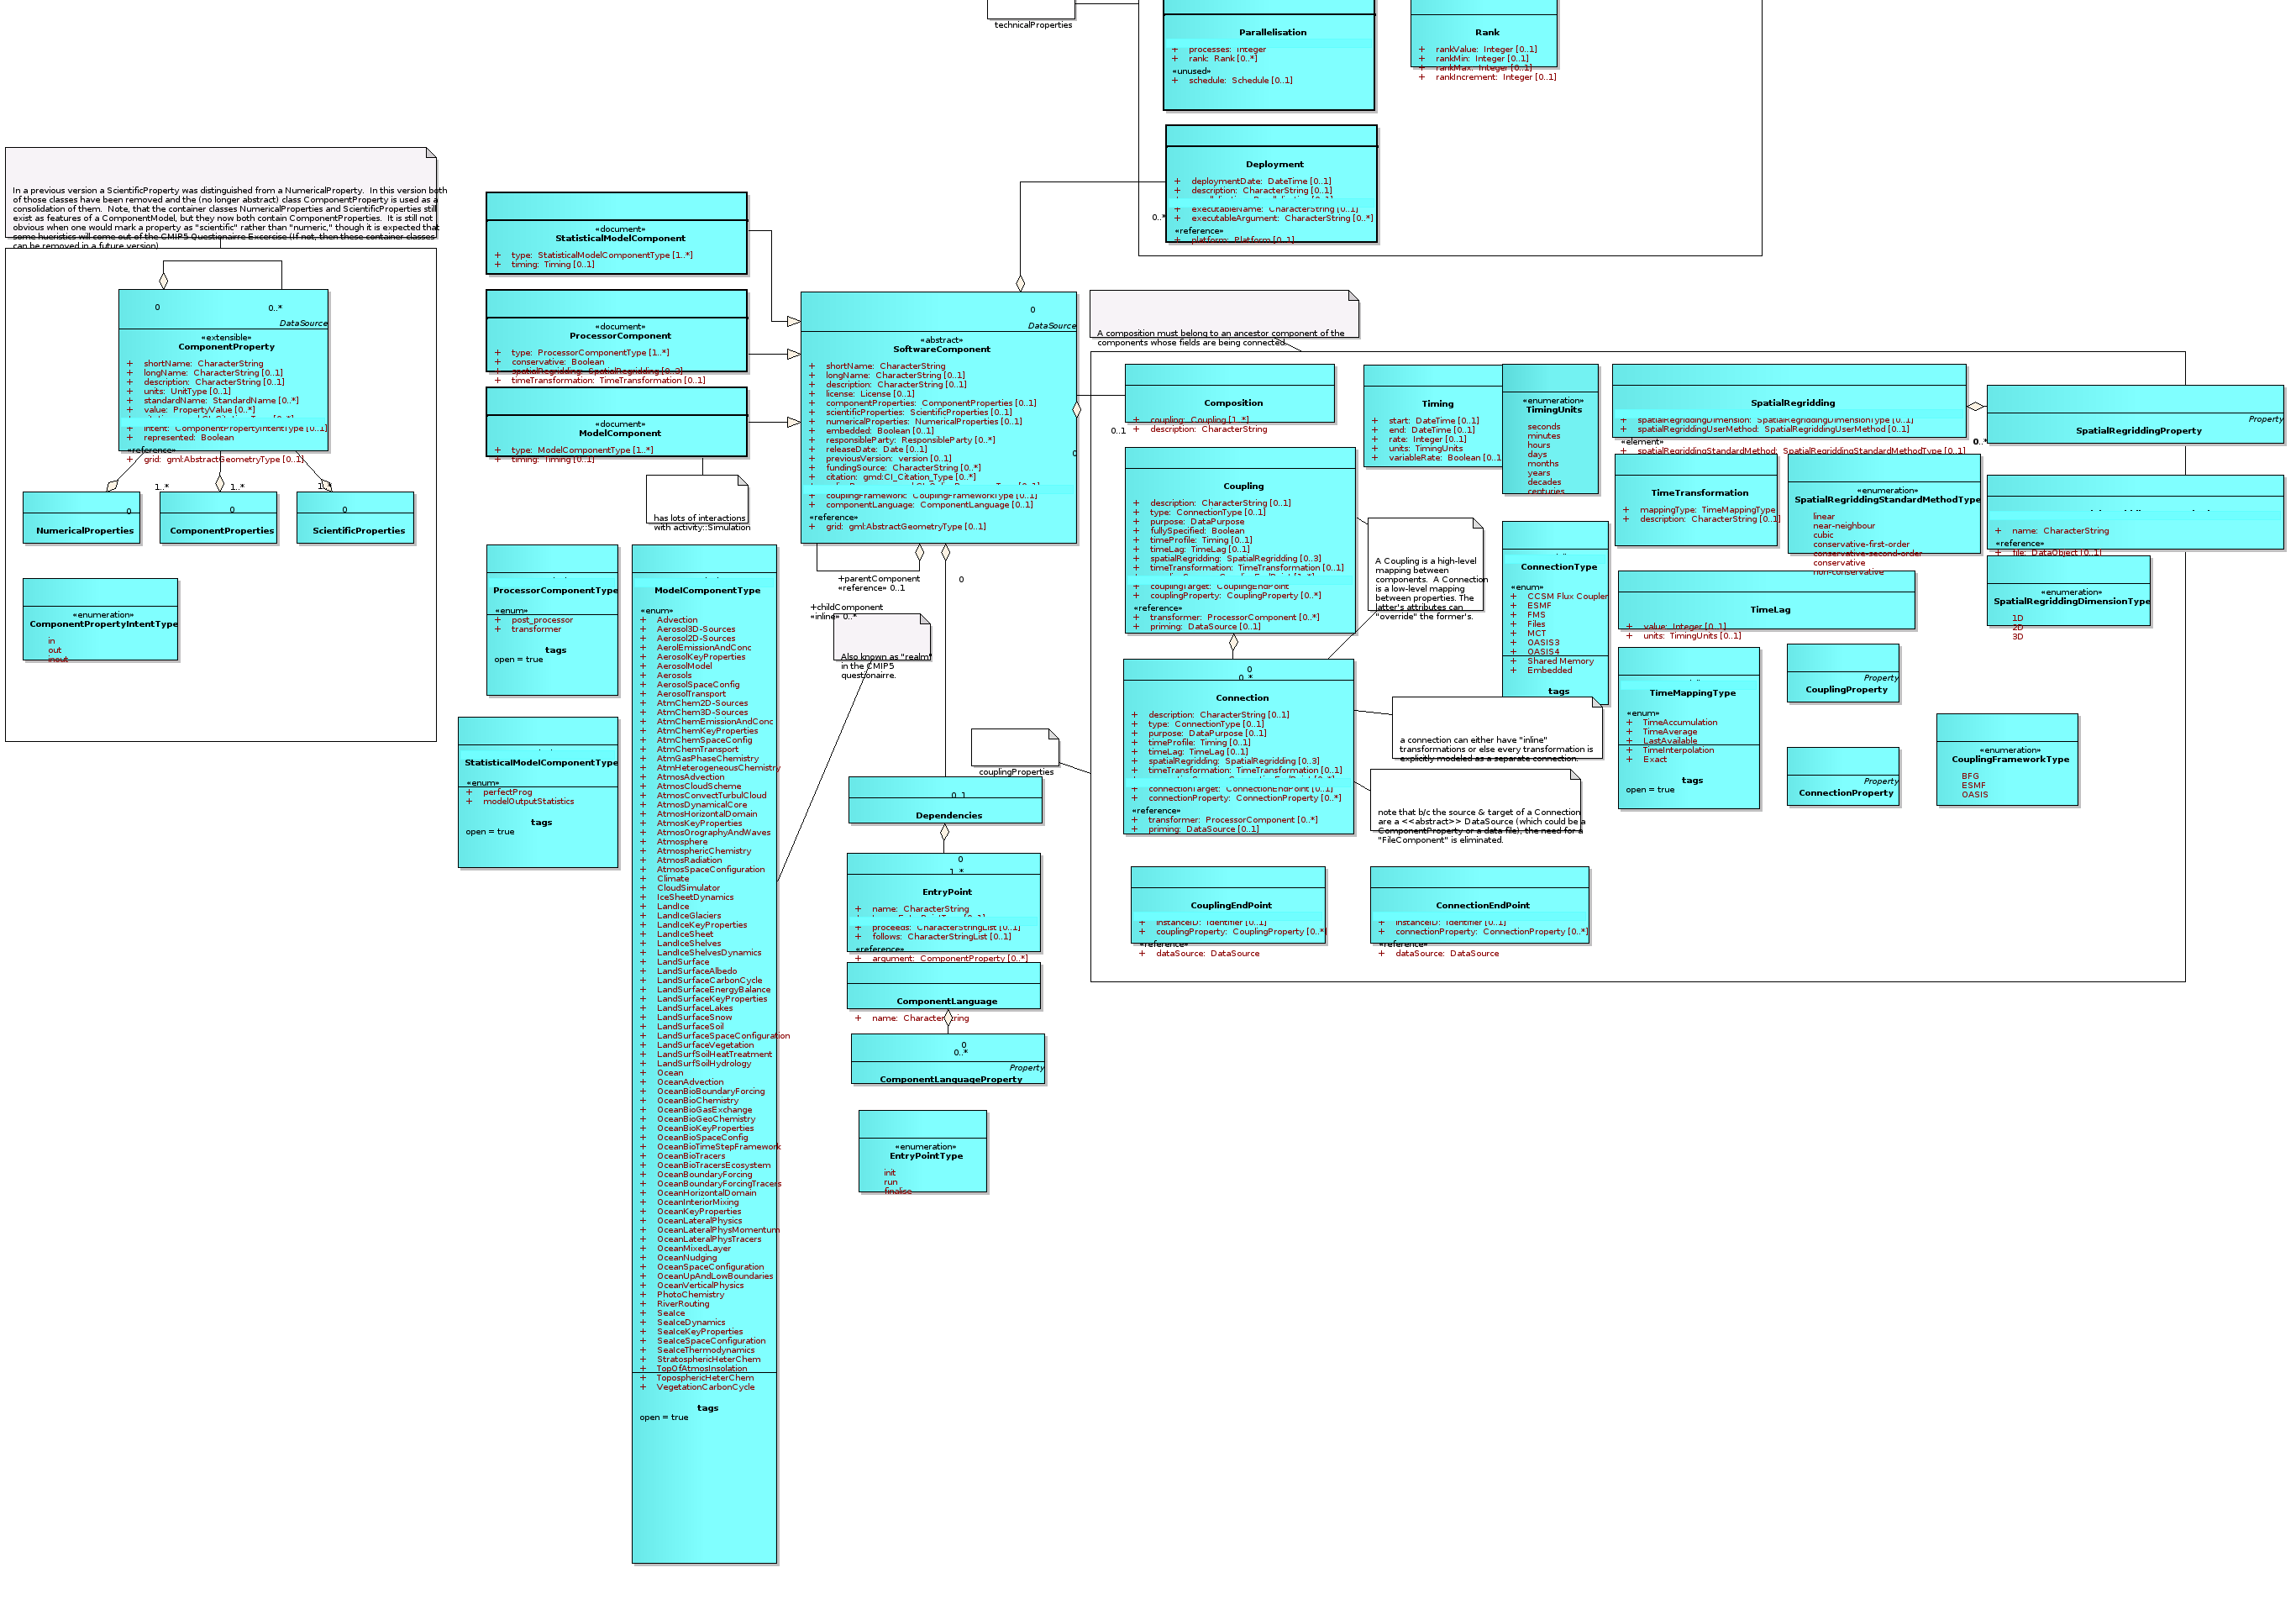 technicalProperties
Parallelisation
+ processes: Integer
+ rank: Rank [0..*]
«unused»
+ schedule: Schedule [0..1]
Rank
+ rankValue: Integer [0..1]
+ rankMin: Integer [0..1]
+ rankMax: Integer [0..1]
+ rankIncrement: Integer [0..1]
Deployment
+ deploymentDate: DateTime [0..1]
+ description: CharacterString [0..1]
+ executableName: CharacterString [0..1]
+ executableArgument: CharacterString [0..*]
«reference»
+ platform: Platform [0..1]
0..*
In a previous version a ScientificProperty was distinguished from a NumericalProperty. In this version both
of those classes have been removed and the (no longer abstract) class ComponentProperty is used as a
consolidation of them. Note, that the container classes NumericalProperties and ScientificProperties still
exist as features of a ComponentModel, but they now both contain ComponentProperties. It is still not
obvious when one would mark a property as "scientific" rather than "numeric," though it is expected that
some hueristics will come out of the CMIP5 Questionairre Excercise (If not, then these container classes
can be removed in a future version)
0
0..*
DataSource
«extensible»
ComponentProperty
+ shortName: CharacterString
+ longName: CharacterString [0..1]
+ description: CharacterString [0..1]
+ units: UnitType [0..1]
+ standardName: StandardName [0..*]
+ value: PropertyValue [0..*]
+ intent: ComponentPropertyIntentType [0..1]
+ represented: Boolean
«reference»
+ grid: gml:AbstractGeometryType [0..1]
1..*
1..*
1..*
0
0
0
NumericalProperties
ComponentProperties
ScientificProperties
«enumeration»
ComponentPropertyIntentType
in
out
inout
«document»
StatisticalModelComponent
+ type: StatisticalModelComponentType [1..*]
+ timing: Timing [0..1]
«document»
ProcessorComponent
+ type: ProcessorComponentType [1..*]
+ conservative: Boolean
+ spatialRegridding: SpatialRegridding [0..3]
+ timeTransformation: TimeTransformation [0..1]
«document»
ModelComponent
+ type: ModelComponentType [1..*]
+ timing: Timing [0..1]
has lots of interactions
with activity::Simulation
0
DataSource
«abstract»
SoftwareComponent
+ shortName: CharacterString
+ longName: CharacterString [0..1]
+ description: CharacterString [0..1]
+ license: License [0..1]
+ componentProperties: ComponentProperties [0..1]
+ scientificProperties: ScientificProperties [0..1]
+ numericalProperties: NumericalProperties [0..1]
+ embedded: Boolean [0..1]
+ responsibleParty: ResponsibleParty [0..*]
+ releaseDate: Date [0..1]
+ previousVersion: version [0..1]
+ fundingSource: CharacterString [0..*]
+ citation: gmd:CI_Citation_Type [0..*]
+ couplingFramework: CouplingFrameworkType [0..1]
+ componentLanguage: ComponentLanguage [0..1]
«reference»
+ grid: gml:AbstractGeometryType [0..1]
0
0..1
+parentComponent
«reference» 0..1
+childComponent
«inline» 0..*
0
Also known as "realm"
in the CMIP5
questionairre.
ProcessorComponentType
«enum»
+ post_processor
+ transformer
tags
open = true
StatisticalModelComponentType
«enum»
+ perfectProg
+ modelOutputStatistics
tags
open = true
ModelComponentType
«enum»
+ Advection
+ Aerosol3D-Sources
+ Aerosol2D-Sources
+ AerolEmissionAndConc
+ AerosolKeyProperties
+ AerosolModel
+ Aerosols
+ AerosolSpaceConfig
+ AerosolTransport
+ AtmChem2D-Sources
+ AtmChem3D-Sources
+ AtmChemEmissionAndConc
+ AtmChemKeyProperties
+ AtmChemSpaceConfig
+ AtmChemTransport
+ AtmGasPhaseChemistry
+ AtmHeterogeneousChemistry
+ AtmosAdvection
+ AtmosCloudScheme
+ AtmosConvectTurbulCloud
+ AtmosDynamicalCore
+ AtmosHorizontalDomain
+ AtmosKeyProperties
+ AtmosOrographyAndWaves
+ Atmosphere
+ AtmosphericChemistry
+ AtmosRadiation
+ AtmosSpaceConfiguration
+ Climate
+ CloudSimulator
+ IceSheetDynamics
+ LandIce
+ LandIceGlaciers
+ LandIceKeyProperties
+ LandIceSheet
+ LandIceShelves
+ LandIceShelvesDynamics
+ LandSurface
+ LandSurfaceAlbedo
+ LandSurfaceCarbonCycle
+ LandSurfaceEnergyBalance
+ LandSurfaceKeyProperties
+ LandSurfaceLakes
+ LandSurfaceSnow
+ LandSurfaceSoil
+ LandSurfaceSpaceConfiguration
+ LandSurfaceVegetation
+ LandSurfSoilHeatTreatment
+ LandSurfSoilHydrology
+ Ocean
+ OceanAdvection
+ OceanBioBoundaryForcing
+ OceanBioChemistry
+ OceanBioGasExchange
+ OceanBioGeoChemistry
+ OceanBioKeyProperties
+ OceanBioSpaceConfig
+ OceanBioTimeStepFramework
+ OceanBioTracers
+ OceanBioTracersEcosystem
+ OceanBoundaryForcing
+ OceanBoundaryForcingTracers
+ OceanHorizontalDomain
+ OceanInteriorMixing
+ OceanKeyProperties
+ OceanLateralPhysics
+ OceanLateralPhysMomentum
+ OceanLateralPhysTracers
+ OceanMixedLayer
+ OceanNudging
+ OceanSpaceConfiguration
+ OceanUpAndLowBoundaries
+ OceanVerticalPhysics
+ PhotoChemistry
+ RiverRouting
+ SeaIce
+ SeaIceDynamics
+ SeaIceKeyProperties
+ SeaIceSpaceConfiguration
+ SeaIceThermodynamics
+ StratosphericHeterChem
+ TopOfAtmosInsolation
+ ToposphericHeterChem
+ VegetationCarbonCycle
tags
open = true
0..1
Dependencies
0
1..*
EntryPoint
+ name: CharacterString
+ proceeds: CharacterStringList [0..1]
+ follows: CharacterStringList [0..1]
«reference»
+ argument: ComponentProperty [0..*]
ComponentLanguage
+ name: CharacterString
0
0..*
Property
ComponentLanguageProperty
«enumeration»
EntryPointType
init
run
finalise
A composition must belong to an ancestor component of the
components whose fields are being connected.
Composition
+ coupling: Coupling [1..*]
+ description: CharacterString
Coupling
+ description: CharacterString [0..1]
+ type: ConnectionType [0..1]
+ purpose: DataPurpose
+ fullySpecified: Boolean
+ timeProfile: Timing [0..1]
+ timeLag: TimeLag [0..1]
+ spatialRegridding: SpatialRegridding [0..3]
+ timeTransformation: TimeTransformation [0..1]
+ couplingTarget: CouplingEndPoint
+ couplingProperty: CouplingProperty [0..*]
«reference»
+ transformer: ProcessorComponent [0..*]
+ priming: DataSource [0..1]
0
0..*
Connection
+ description: CharacterString [0..1]
+ type: ConnectionType [0..1]
+ purpose: DataPurpose [0..1]
+ timeProfile: Timing [0..1]
+ timeLag: TimeLag [0..1]
+ spatialRegridding: SpatialRegridding [0..3]
+ timeTransformation: TimeTransformation [0..1]
+ connectionTarget: ConnectionEndPoint [0..1]
+ connectionProperty: ConnectionProperty [0..*]
«reference»
+ transformer: ProcessorComponent [0..*]
+ priming: DataSource [0..1]
couplingProperties
CouplingEndPoint
+ instanceID: Identifier [0..1]
+ couplingProperty: CouplingProperty [0..*]
«reference»
+ dataSource: DataSource
ConnectionEndPoint
+ instanceID: Identifier [0..1]
+ connectionProperty: ConnectionProperty [0..*]
«reference»
+ dataSource: DataSource
A Coupling is a high-level
mapping between
components. A Connection
is a low-level mapping
between properties. The
latter's attributes can
"override" the former's.
a connection can either have "inline"
transformations or else every transformation is
explicitly modeled as a separate connection.
note that b/c the source & target of a Connection
are a <<abstract>> DataSource (which could be a
ComponentProperty or a data file), the need for a
"FileComponent" is eliminated.
Timing
+ start: DateTime [0..1]
+ end: DateTime [0..1]
+ rate: Integer [0..1]
+ units: TimingUnits
+ variableRate: Boolean [0..1
«enumeration»
TimingUnits
seconds
minutes
hours
days
months
years
decades
centuries
ConnectionType
«enum»
+ CCSM Flux Coupler
+ ESMF
+ FMS
+ Files
+ MCT
+ OASIS3
+ OASIS4
+ Shared Memory
+ Embedded
tags
SpatialRegridding
+ spatialRegriddingDimension: SpatialRegriddingDimensionType [0..1]
+ spatialRegriddingUserMethod: SpatialRegriddingUserMethod [0..1]
«element»
+ spatialRegriddingStandardMethod: SpatialRegriddingStandardMethodType [0..1]
0..*
Property
SpatialRegriddingProperty
TimeTransformation
+ mappingType: TimeMappingType
+ description: CharacterString [0..1]
«enumeration»
SpatialRegriddingStandardMethodType
linear
near-neighbour
cubic
conservative-first-order
conservative-second-order
conservative
non-conservative
+ name: CharacterString
«reference»
+ file: DataObject [0..1]
«enumeration»
SpatialRegriddingDimensionType
1D
2D
3D
TimeLag
+ value: Integer [0..1]
+ units: TimingUnits [0..1]
TimeMappingType
«enum»
+ TimeAccumulation
+ TimeAverage
+ LastAvailable
+ TimeInterpolation
+ Exact
tags
open = true
Property
CouplingProperty
Property
ConnectionProperty
«enumeration»
CouplingFrameworkType
BFG
ESMF
OASIS